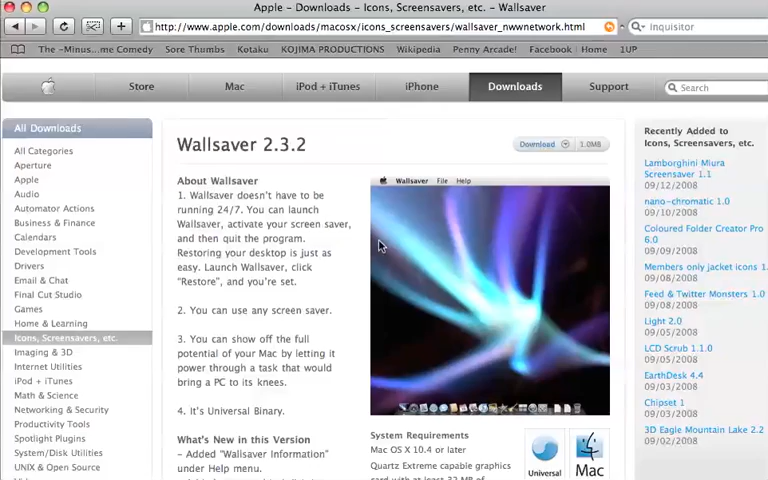 Apple - Downloads - Icons, Screensavers, etc. - Wallsaver
http://www.apple.com/downloads/macosx/icons_screensavers/wallsaver_nwwnetwork.html
inquisitor
The -Minus...me Comedy Sore Thumbs Kotaku KOJIMA PRODUCTIONS Wikipedia Penny Arcade! Facebook | Home 1UP
Store Mac iPod + iTunes iPhone Downloads Support Search
All Downloads
All Categories
Aperture
Apple
Audio
Automator Actions
Business & Finance
Calendars
Development Tools
Drivers
Email & Chat
Final Cut Studio
Games
Home & Learning
Icons, Screensavers, etc.
Imaging & 3D
Internet Utilities
iPod + iTunes
Math & Science
Networking & Security
Productivity Tools
Spotlight Plugins
System/Disk Utilities
UNIX & Open Source
Video
Wallsaver 2.3.2
Download 1.0MB
About Wallsaver
1. Wallsaver doesn't have to be
running 24/7. You can launch
Wallsaver, activate your screen saver,
and then quit the program.
Restoring your desktop is just as
easy. Launch Wallsaver, click
"Restore", and you're set.
2. You can use any screen saver.
3. You can show off the full
potential of your Mac by letting it
power through a task that would
bring a PC to its knees.
4. It's Universal Binary.
What's New in this Version
- Added "Wallsaver Information"
under Help menu.
Wallsaver File Help
System Requirements
Mac OS X 10.4 or later
Quartz Extreme capable graphics
card with at least 32 MB of
Universal
Mac
Recently Added to
Icons, Screensavers, etc.
Lamborghini Miura
Screensaver 1.1
09/12/2008
nano-chromatic 1.0
09/10/2008
Coloured Folder Creator Pro
6.0
09/09/2008
Members only jacket icons 1.
09/08/2008
Feed & Twitter Monsters 1.0
09/08/2008
Light 2.0
09/05/2008
LCD Scrub 1.1.0
09/05/2008
EarthDesk 4.4
09/03/2008
Chipset 1
09/03/2008
3D Eagle Mountain Lake 2.2
09/02/2008